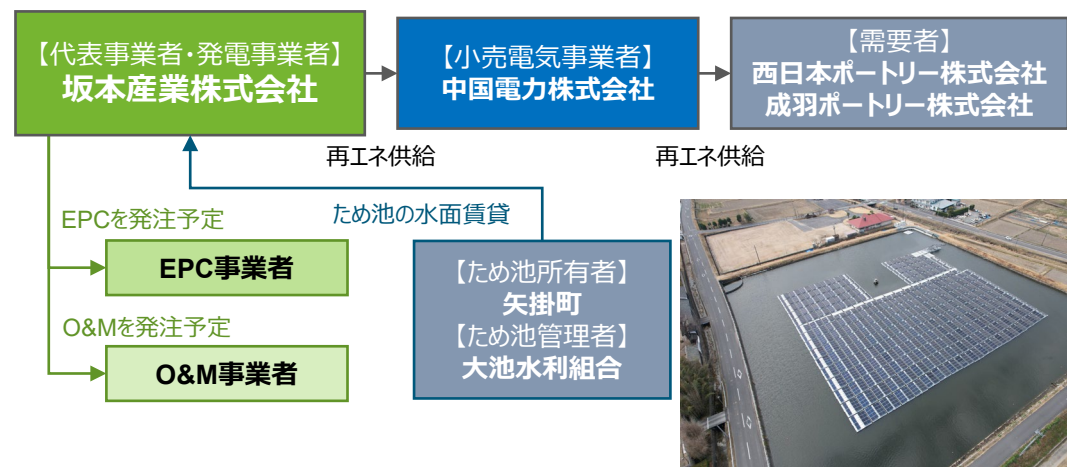 【代表事業者・発電事業者】
坂本産業株式会社
【小売電気事業者】
中国電力株式会社
【需要者】
西日本ポートリー株式会社
成羽ポートリー株式会社
再エネ供給
再エネ供給
EPCを発注予定
EPC事業者
O&Mを発注予定
O&M事業者
ため池の水面賃貸
【ため池所有者】
矢掛町
【ため池管理者】
大池水利組合